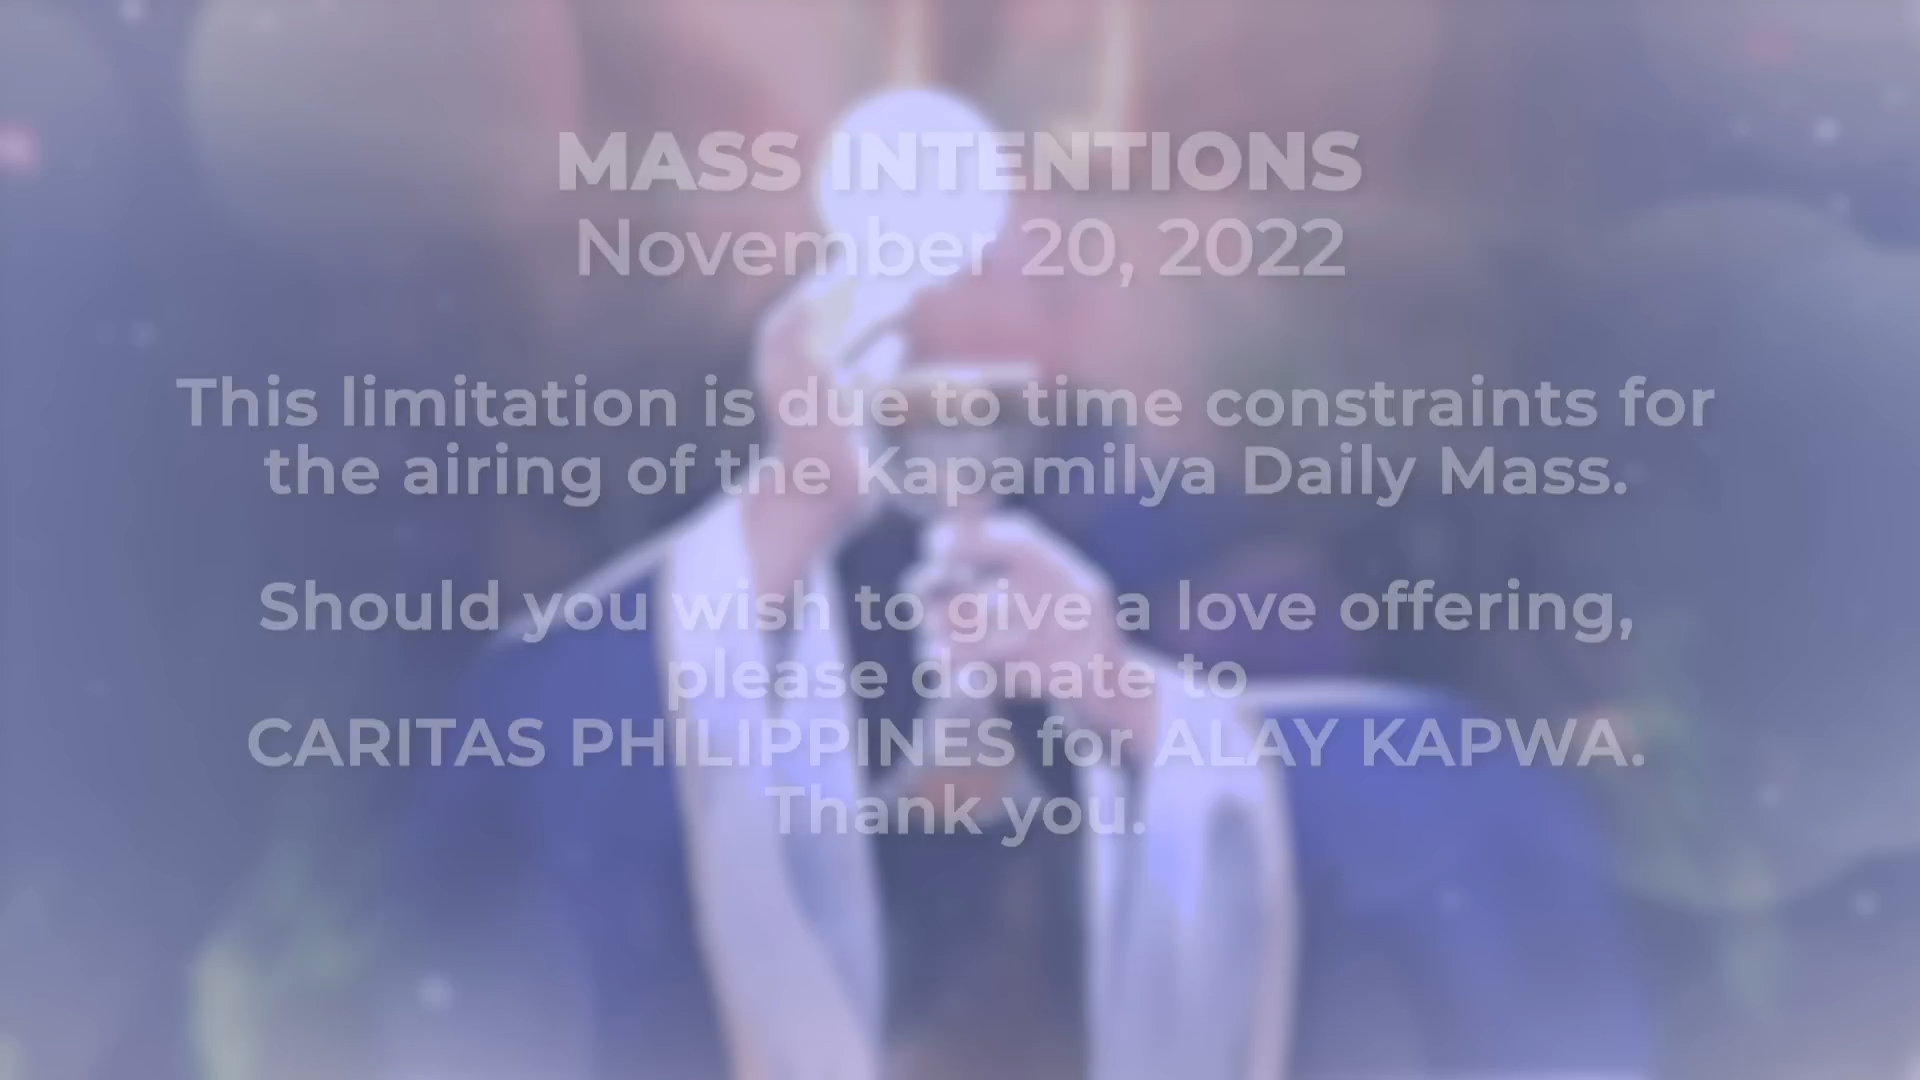 MASS INTENTIONS
November 20, 2022
This limitation is due to time constraints for
the airing of the Kapamilya Daily Mass.
Should you wish to give a love offering,
please donate to
CARITAS PHILIPPINES for ALAY KAPWA.
Thank you.